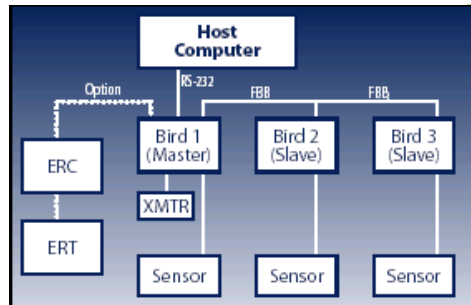 Host
Computer
RS-232
Option
FBB
FBB
Bird 1
(Master)
Bird 2
(Slave)
Bird 3
(Slave)
ERC
XMTR
ERT
Sensor
Sensor
Sensor